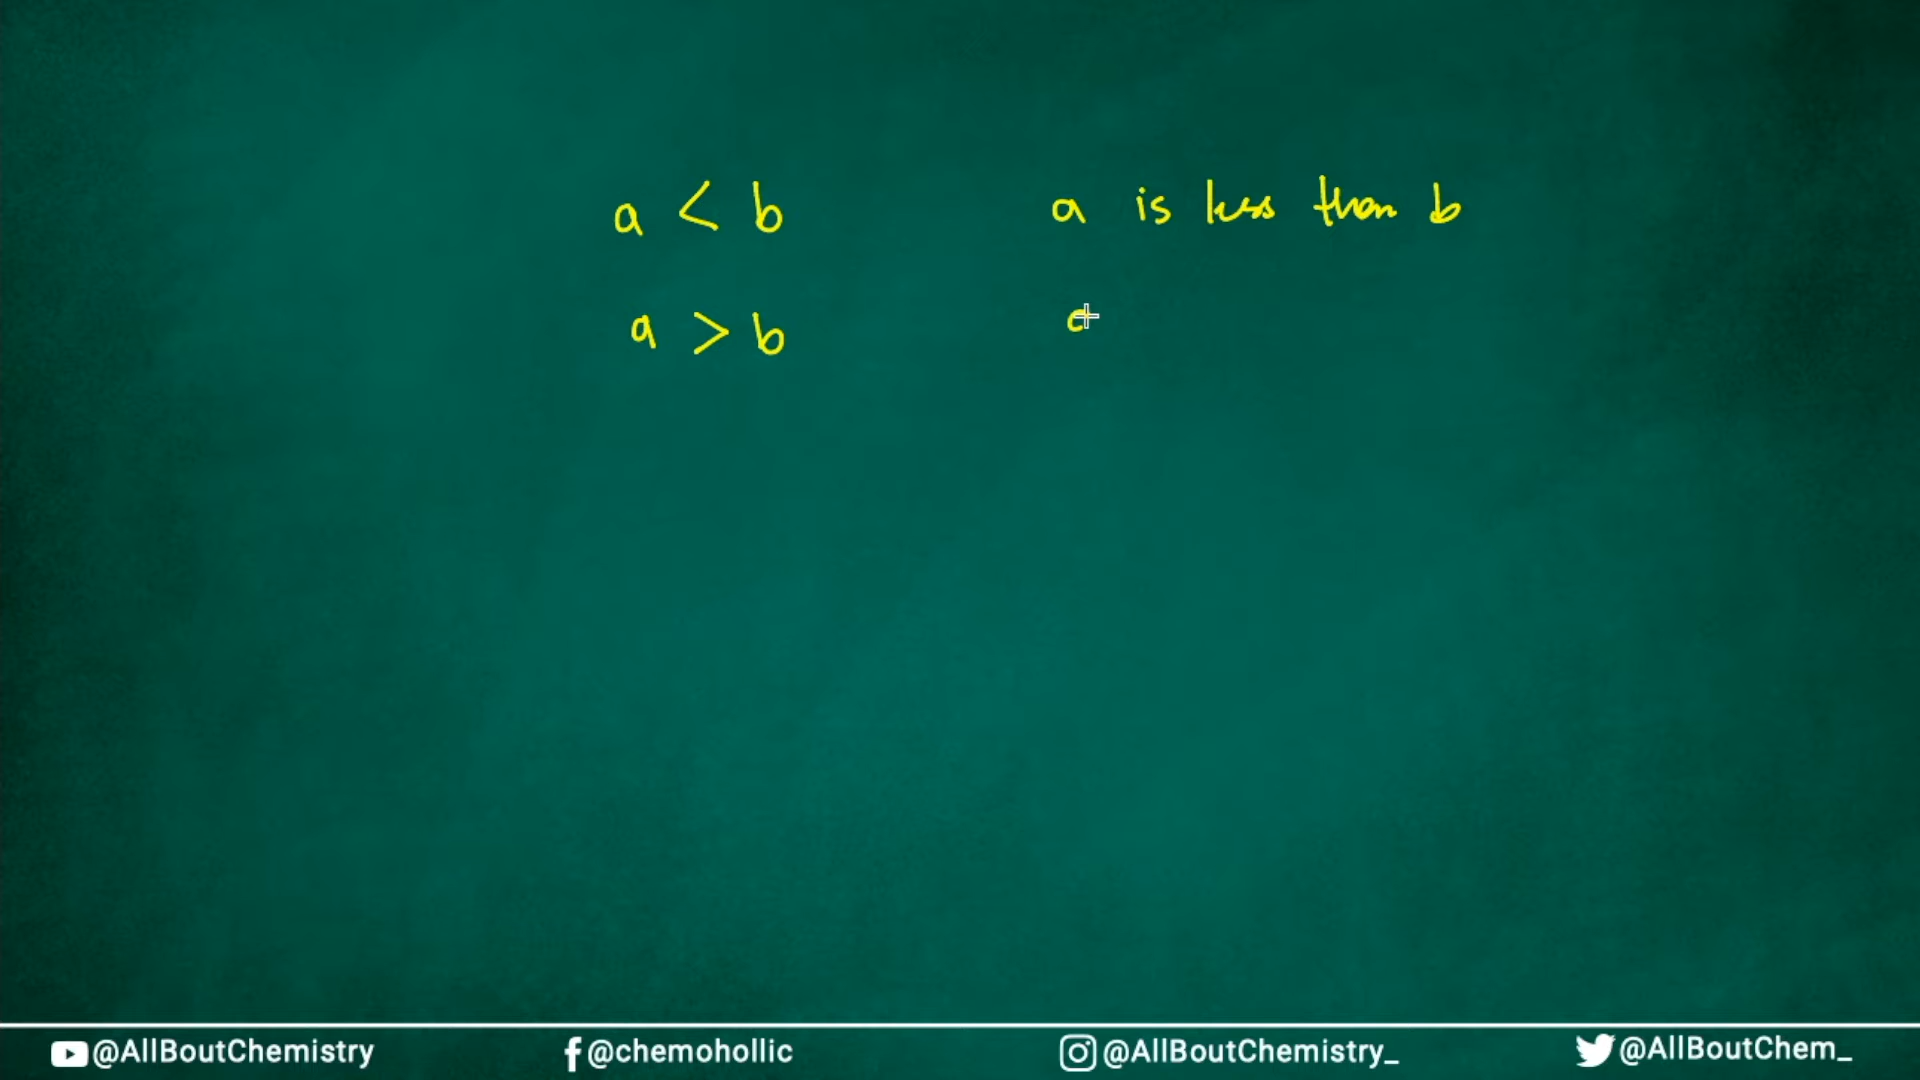 a < b a is less than b
a > b
@AllBoutChemistry @chemohollic @AllBoutChemistry_ @AllBoutChem_